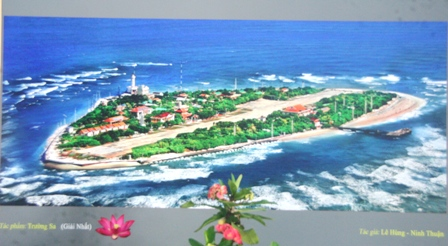 Tác phẩm: Trường Sa (Giải Nhất)
Tác giả: Lê Hùng - Ninh Thuận